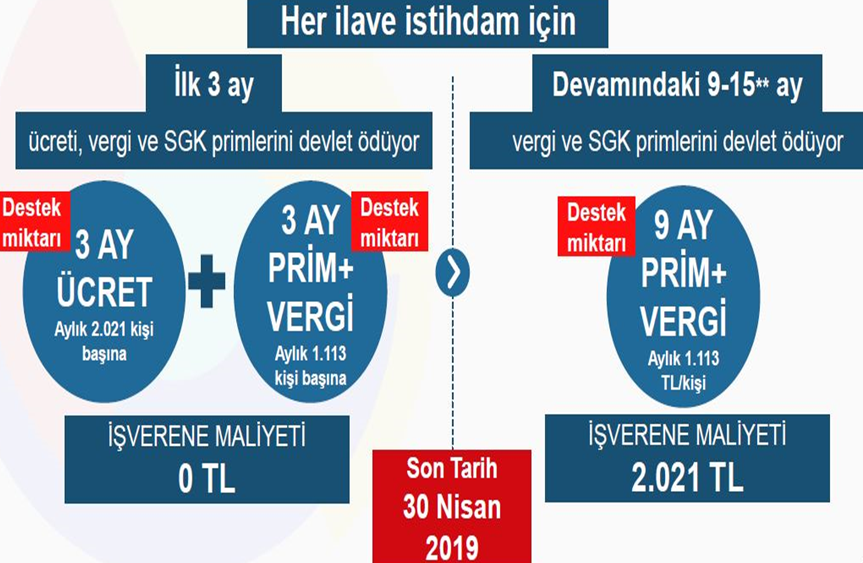 Her ilave istihdam için
İlk 3 ay
ücreti, vergi ve SGK primlerini devlet ödüyor
Destek
miktarı
3 AY
ÜCRET
Aylık 2.021 kişi
başına
+
Destek
miktarı
3 AY
PRİM+
VERGİ
Aylık 1.113
kişi başına
İŞVERENE MALİYETİ
0 TL
Devamındaki 9-15** ay
vergi ve SGK primlerini devlet ödüyor
Destek
miktarı
9 AY
PRİM+
VERGİ
Aylık 1.113
TL/kişi
İŞVERENE MALİYETİ
2.021 TL
Son Tarih
30 Nisan
2019